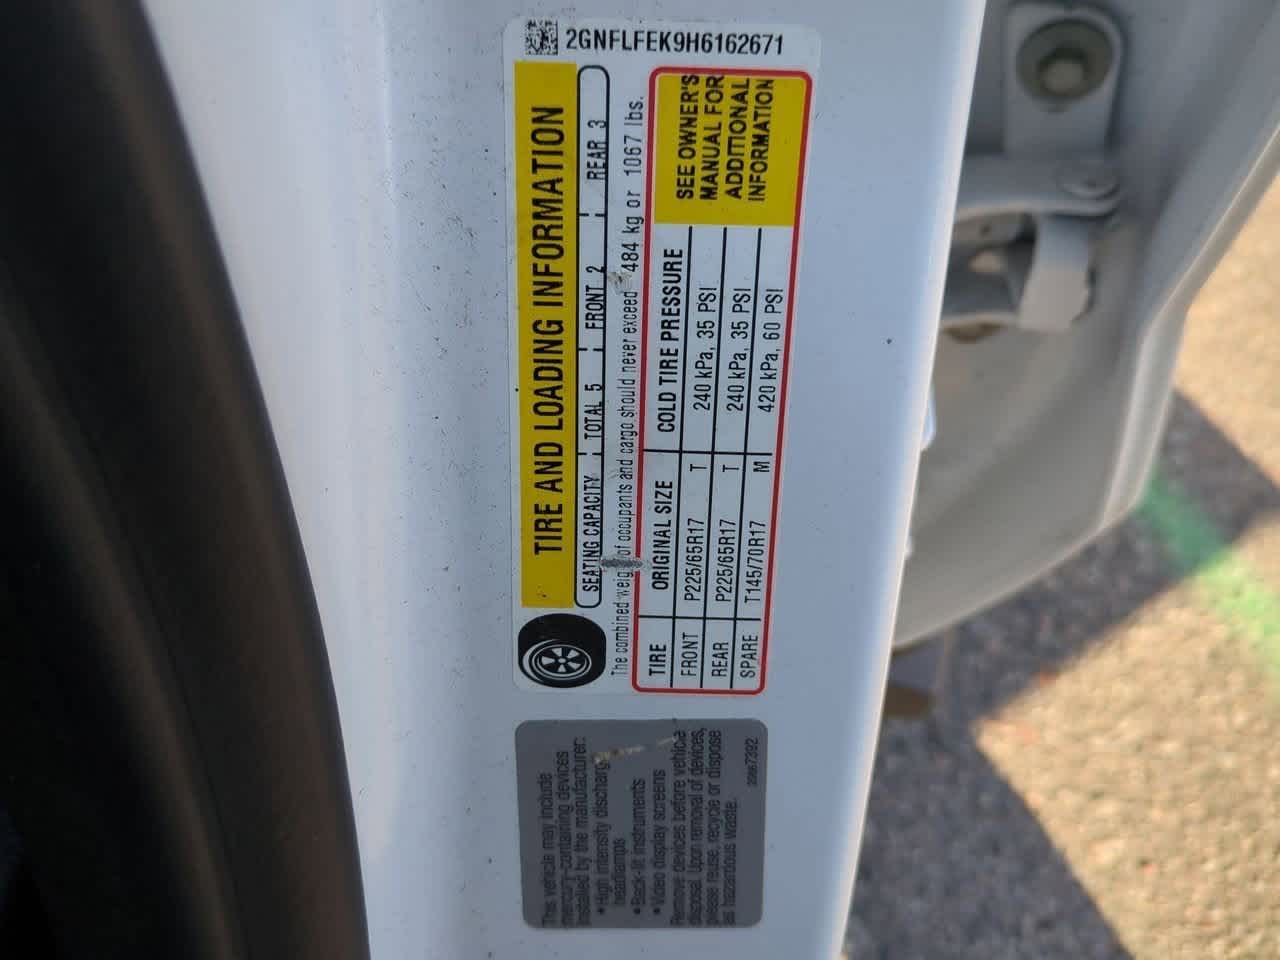 2GNFLFEK9H6162671
TIRE AND LOADING INFORMATION
SEATING CAPACITY TOTAL 5 FRONT 2 REAR 3
The combined weight of occupants and cargo should never exceed 484 kg or 1067 lbs.
TIRE ORIGINAL SIZE COLD TIRE PRESSURE
FRONT P225/65R17 T 240 kPa, 35 PSI
REAR P225/65R17 T 240 kPa, 35 PSI
SPARE T145/70R17 M 420 kPa, 60 PSI
SEE OWNER'S
MANUAL FOR
ADDITIONAL
INFORMATION
This vehicle may include
mercury-containing devices
installed by the manufacturer:
• High intensity discharge
headlamps
• Back-lit instruments
• Video display screens
Remove devices before vehicle
disposal. Upon removal of devices,
please reuse, recycle or dispose
as hazardous waste.